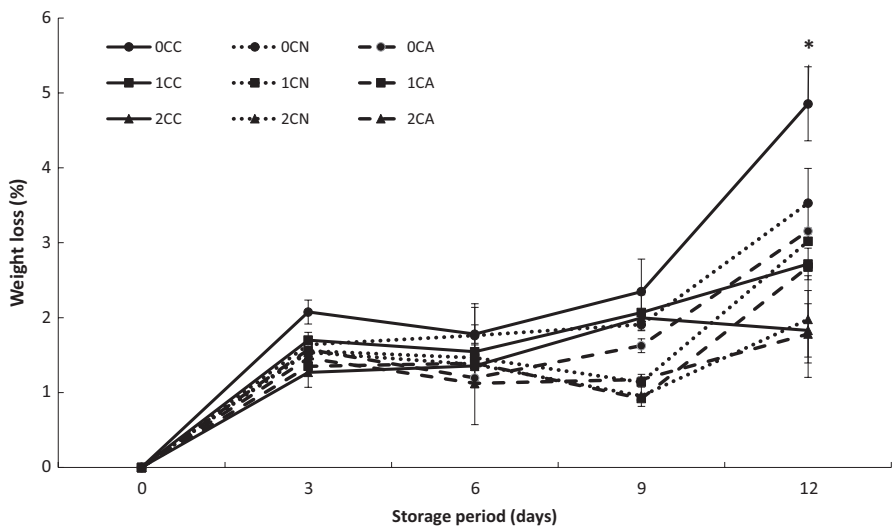 6
5
4
3
2
1
0
Weight loss (%)
0CC 0CN 0CA
1CC 1CN 1CA
2CC 2CN 2CA
*
0 3 6 9 12
Storage period (days)